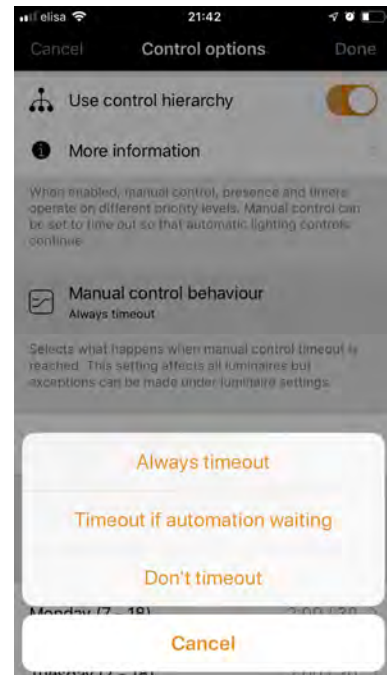 elisa 21:42
Cancel Control options Done
Use control hierarchy
More information
When enabled, manual control, presence and timers
operate on different priority levels. Manual control can
be set to time out so that automatic lighting controls
continue.
Manual control behaviour
Always timeout
Selects what happens when manual control timeout is
reached. This setting affects all luminaires but
exceptions can be made under luminaire settings.
Always timeout
Timeout if automation waiting
Don't timeout
Monday (7 - 18)
Cancel